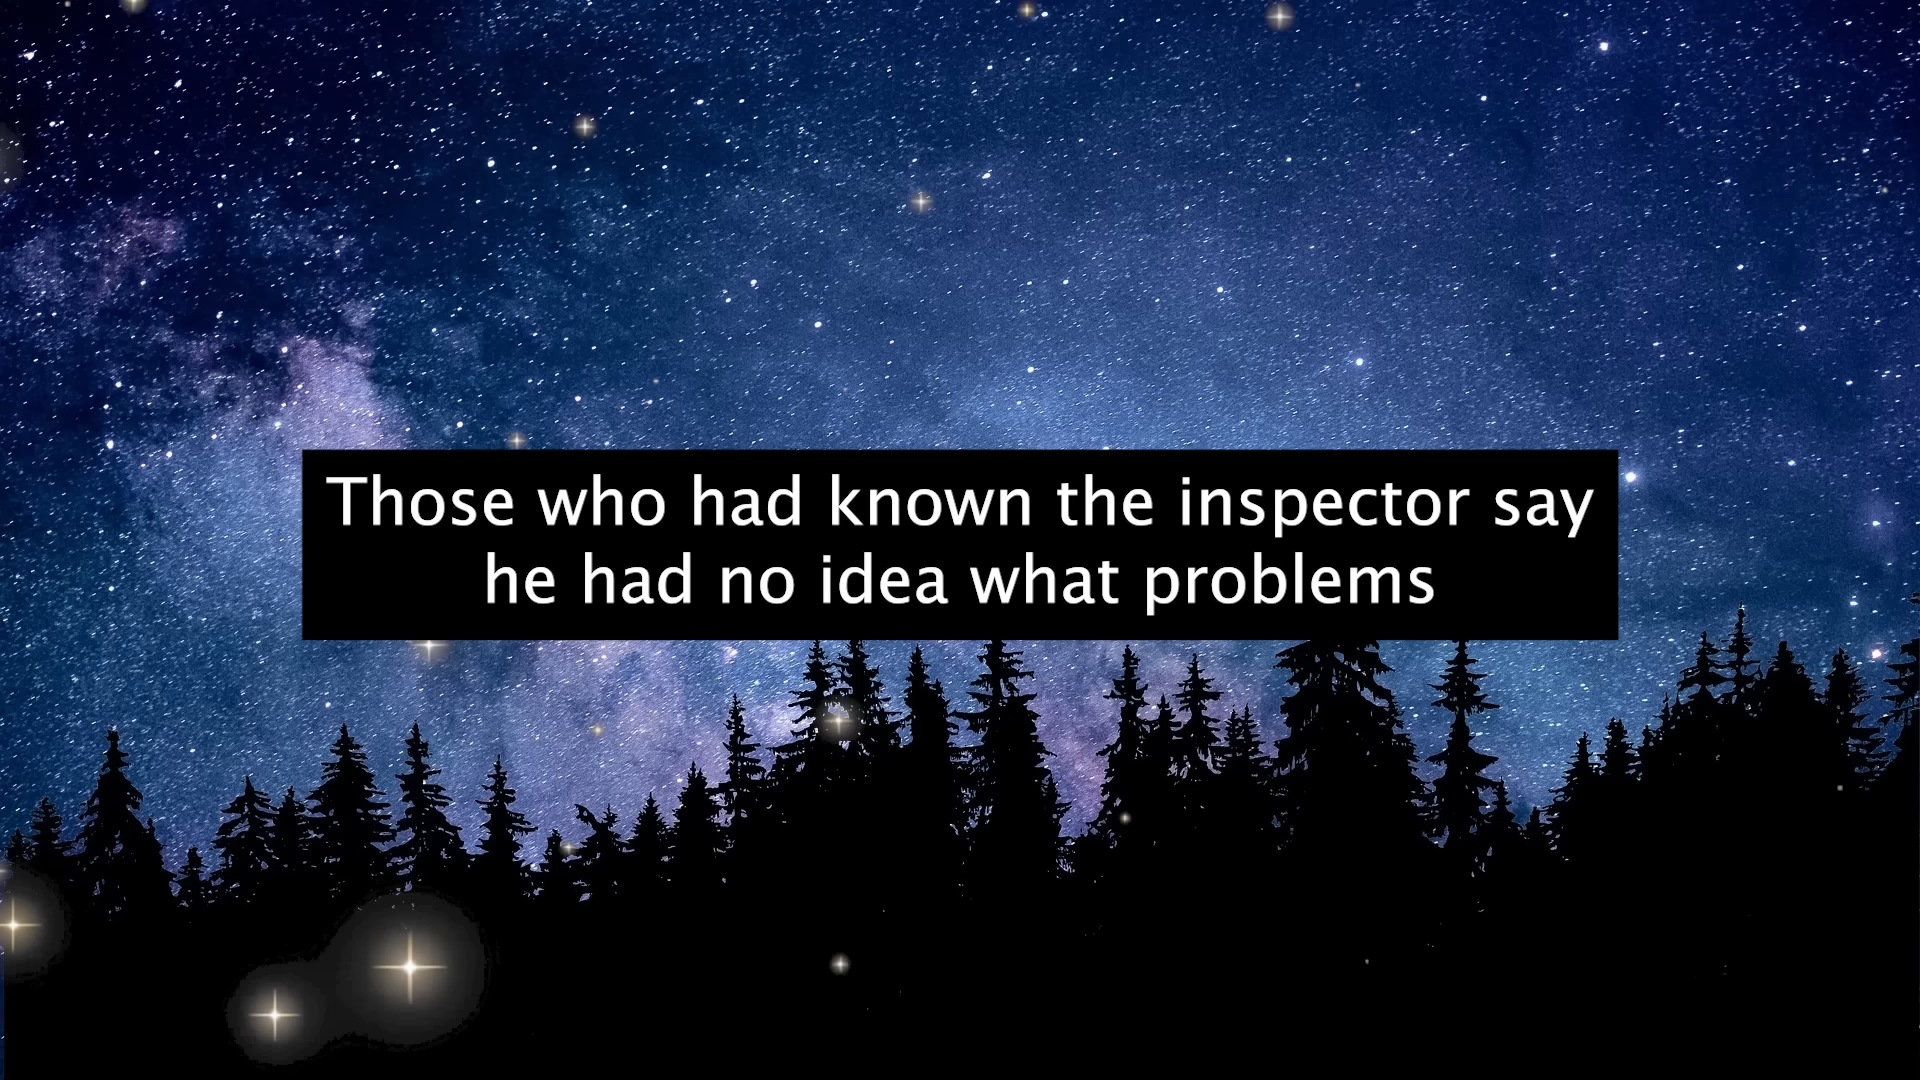 Those who had known the inspector say
he had no idea what problems